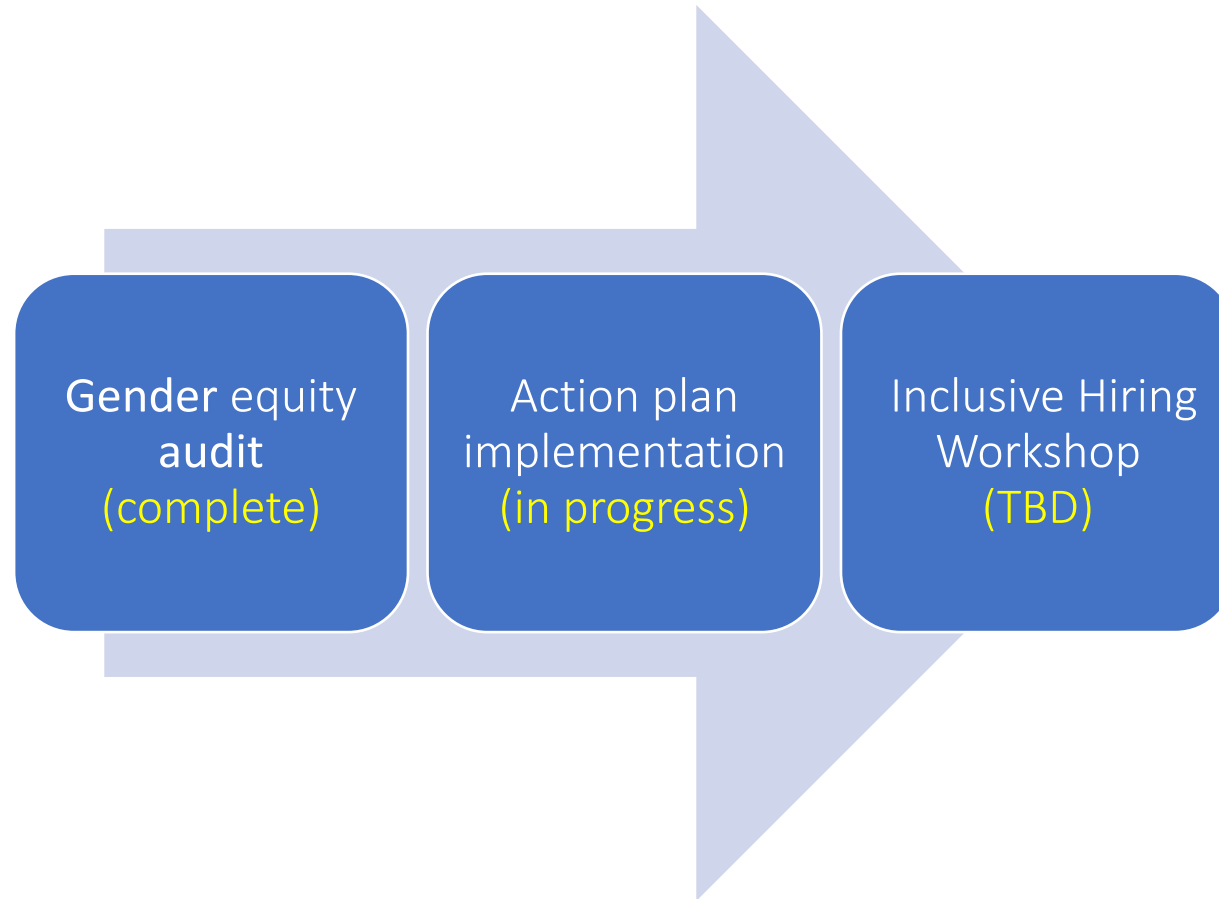 Gender equity
audit
(complete)
Action plan
implementation
(in progress)
Inclusive Hiring
Workshop
(TBD)